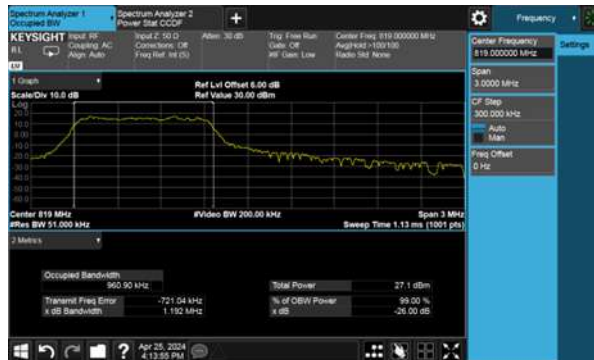 Spectrum Analyzer 1
Occupied BW
Spectrum Analyzer 2
Power Stat CCDF
+
Frequency
KEYSIGHT
Input: RF
Coupling: AC
Align: Auto
Input Z: 50 Ω
Corrections: Off
Freq Ref: Int (S)
Atten: 30 dB
Trig: Free Run
Gate: Off
#IF Gain: Low
Center Freq: 819.000000 MHz
Avg|Hold: >100/100
Radio Std: None
RL
LW
Center Frequency
819.000000 MHz
Settings
Span
3.0000 MHz
CF Step
300.000 kHz
Auto
Man
Freq Offset
0 Hz
1 Graph
Scale/Div 10.0 dB
Ref Lvl Offset 6.00 dB
Ref Value 30.00 dBm
Log
20.0
10.0
Center 819 MHz
#Res BW 51.000 kHz
#Video BW 200.00 kHz
Span 3 MHz
Sweep Time 1.13 ms (1001 pts)
2 Metrics
Occupied Bandwidth
960.90 kHz
Total Power 27.1 dBm
Transmit Freq Error -721.04 kHz
% of OBW Power 99.00 %
x dB Bandwidth 1.192 MHz
x dB -26.00 dB
?
Apr 25, 2024
4:13:55 PM